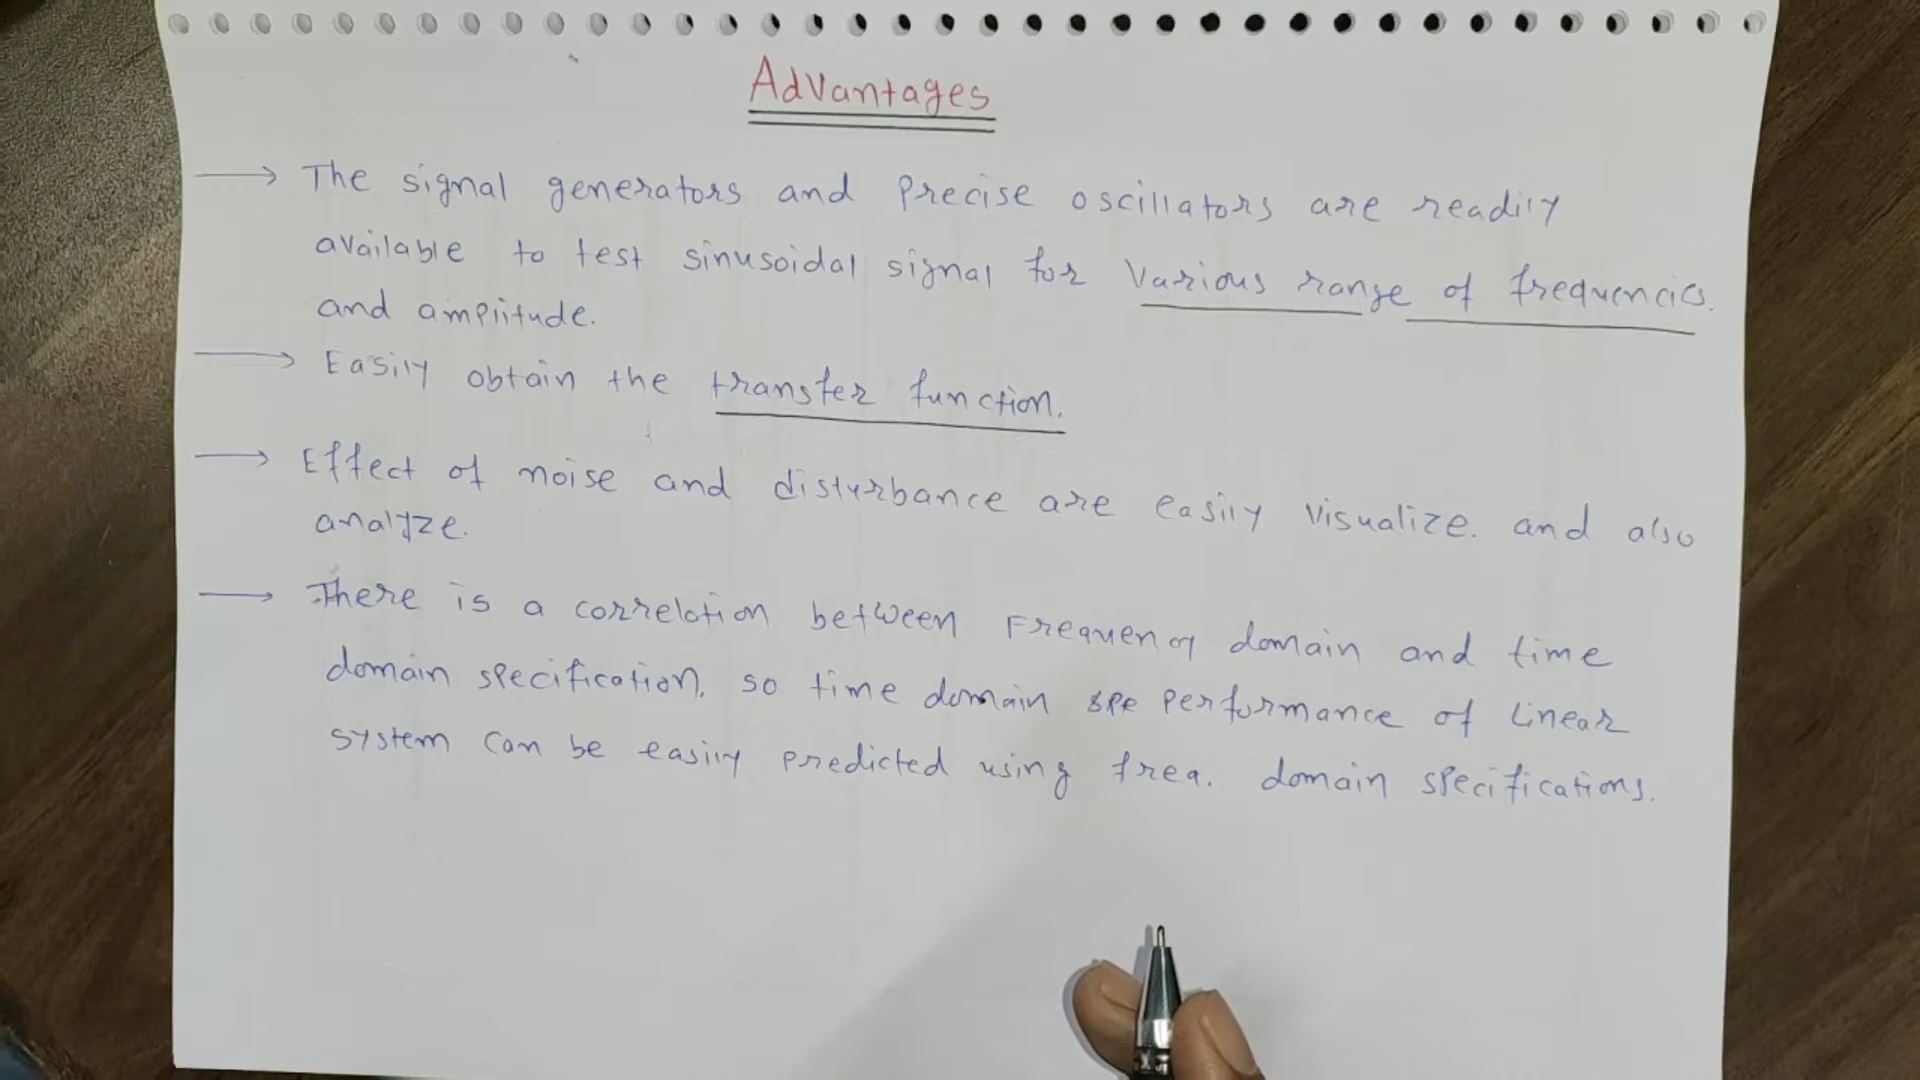 Advantages
→ The signal generators and precise oscillators are readily
available to test sinusoidal signal for various range of frequencies.
and amplitude.
→ Easily obtain the transfer function.
→ Effect of noise and disturbance are easily visualize. and also
analyze.
→ There is a correlation between Frequency domain and time
domain specification. so time domain spe performance of linear
system can be easily predicted using freq. domain specifications.